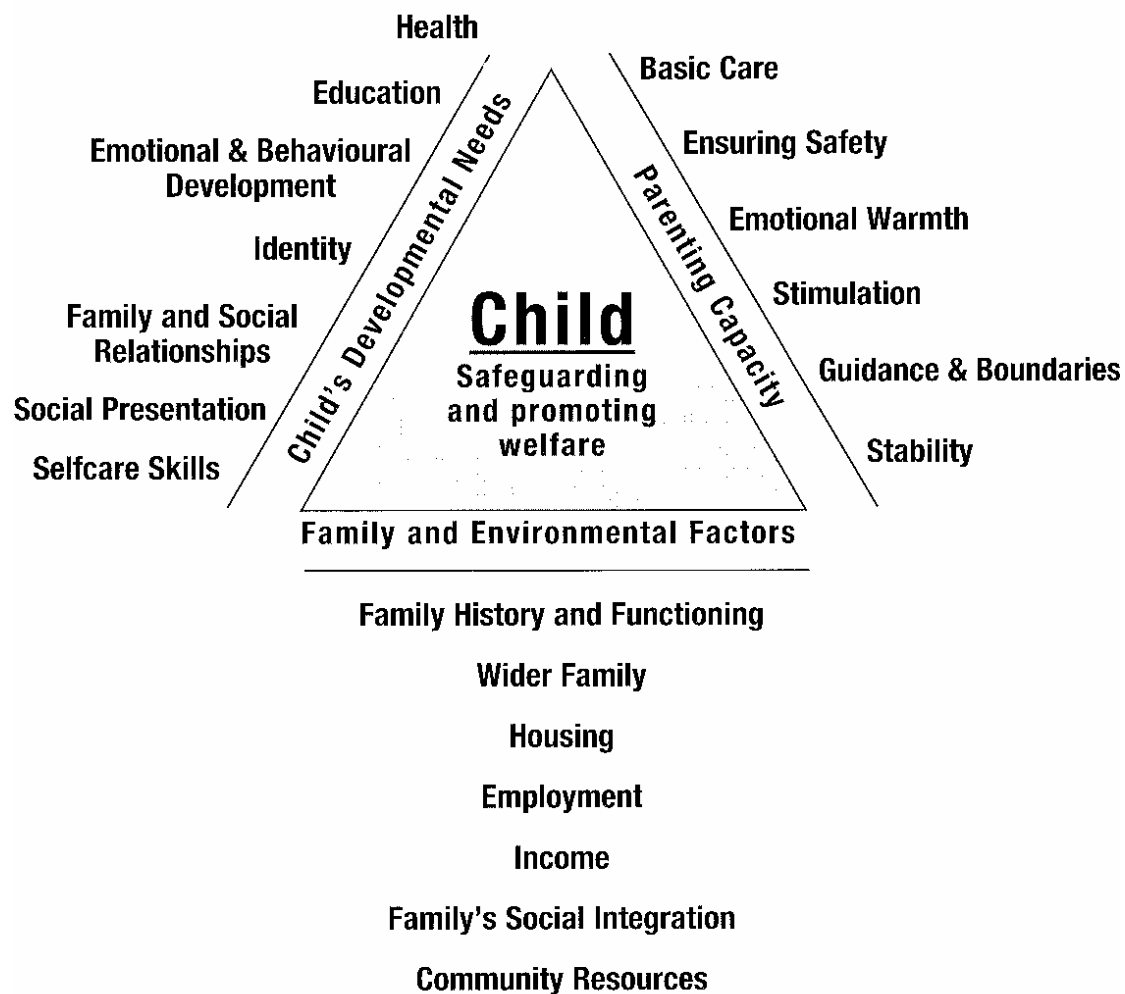 Health
Education
Emotional & Behavioural
Development
Identity
Family and Social
Relationships
Social Presentation
Selfcare Skills
Child's Developmental Needs
Basic Care
Ensuring Safety
Emotional Warmth
Stimulation
Guidance & Boundaries
Stability
Parenting Capacity
Child
Safeguarding
and promoting
welfare
Family and Environmental Factors
Family History and Functioning
Wider Family
Housing
Employment
Income
Family's Social Integration
Community Resources